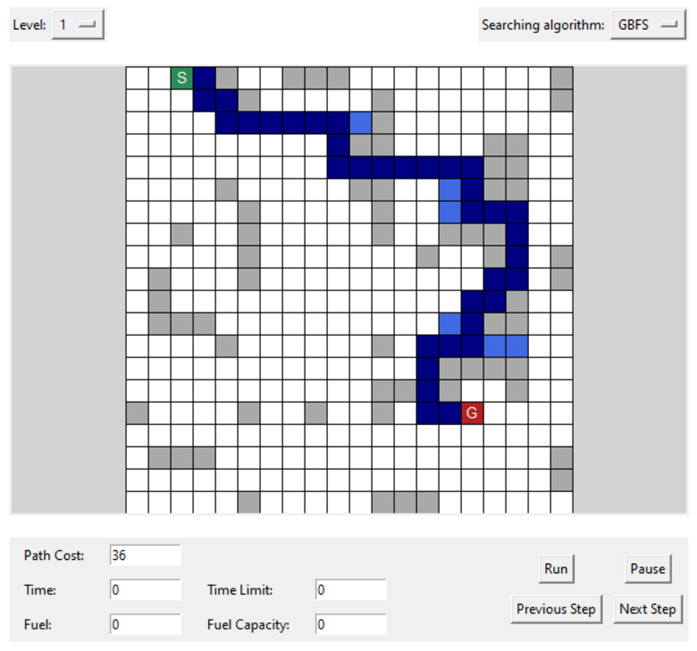 Level: 1 Searching algorithm: GBFS
S
G
Path Cost: 36
Run Pause
Time: 0 Time Limit: 0
Previous Step Next Step
Fuel: 0 Fuel Capacity: 0